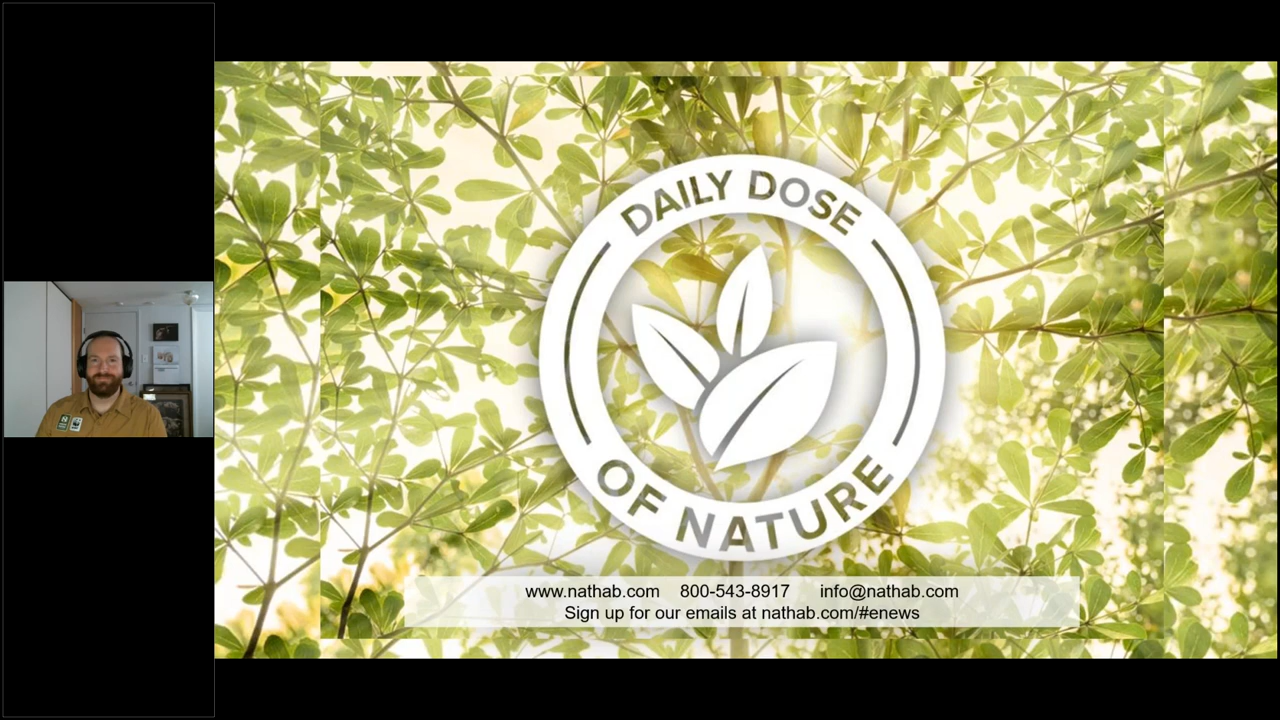 DAILY DOSE
OF NATURE
www.nathab.com 800-543-8917 info@nathab.com
Sign up for our emails at nathab.com/#enews